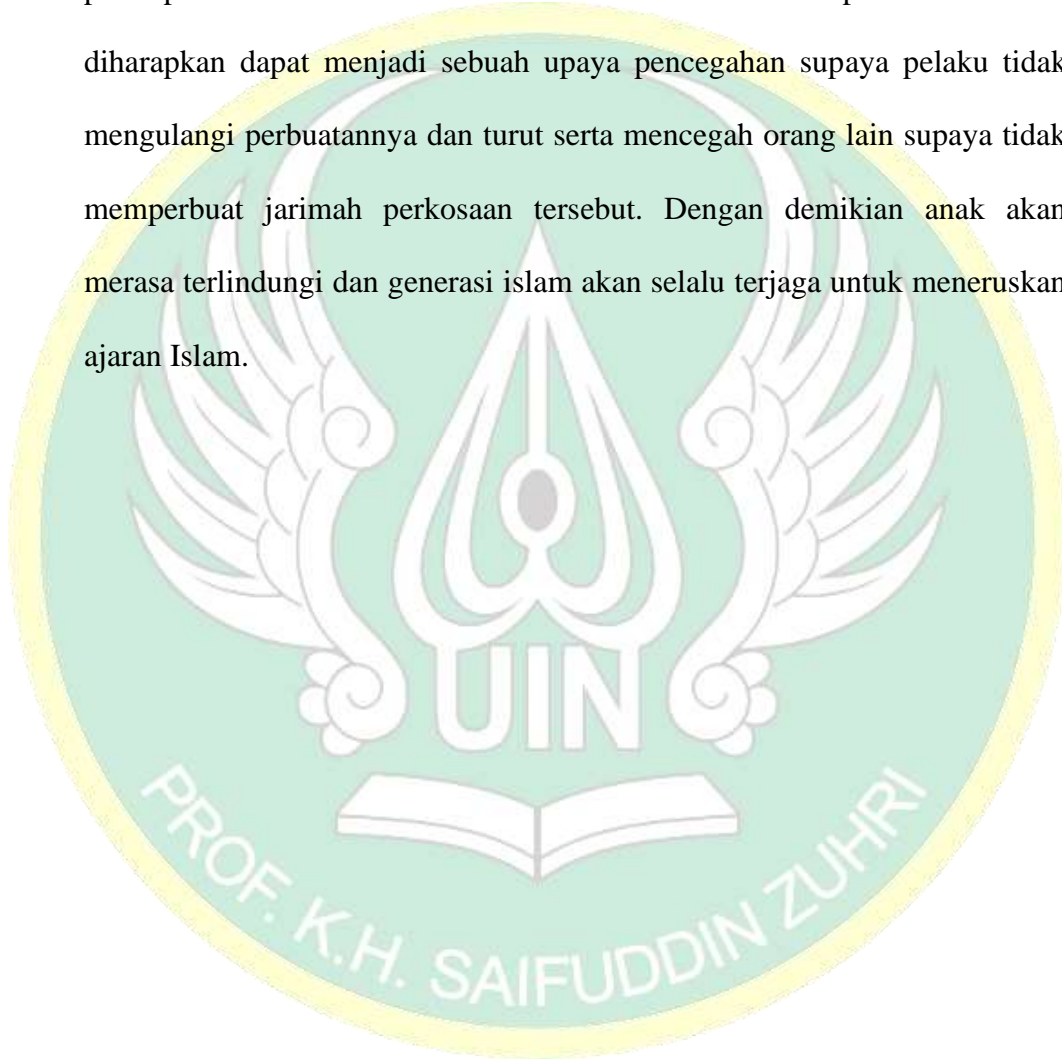 diharapkan dapat menjadi sebuah upaya pencegahan supaya pelaku tidak
mengulangi perbuatannya dan turut serta mencegah orang lain supaya tidak
memperbuat jarimah perkosaan tersebut. Dengan demikian anak akan
merasa terlindungi dan generasi islam akan selalu terjaga untuk meneruskan
ajaran Islam.
UIN
PROF. K.H. SAIFUDDIN ZUHRI